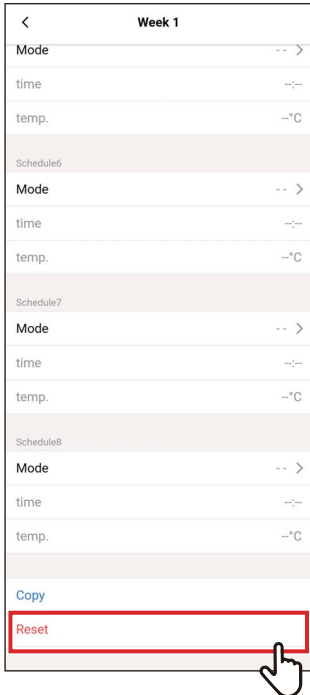 Week 1
Mode -- >
time --:--
temp. --°C
Schedule6
Mode -- >
time --:--
temp. --°C
Schedule7
Mode -- >
time --:--
temp. --°C
Schedule8
Mode -- >
time --:--
temp. --°C
Copy
Reset